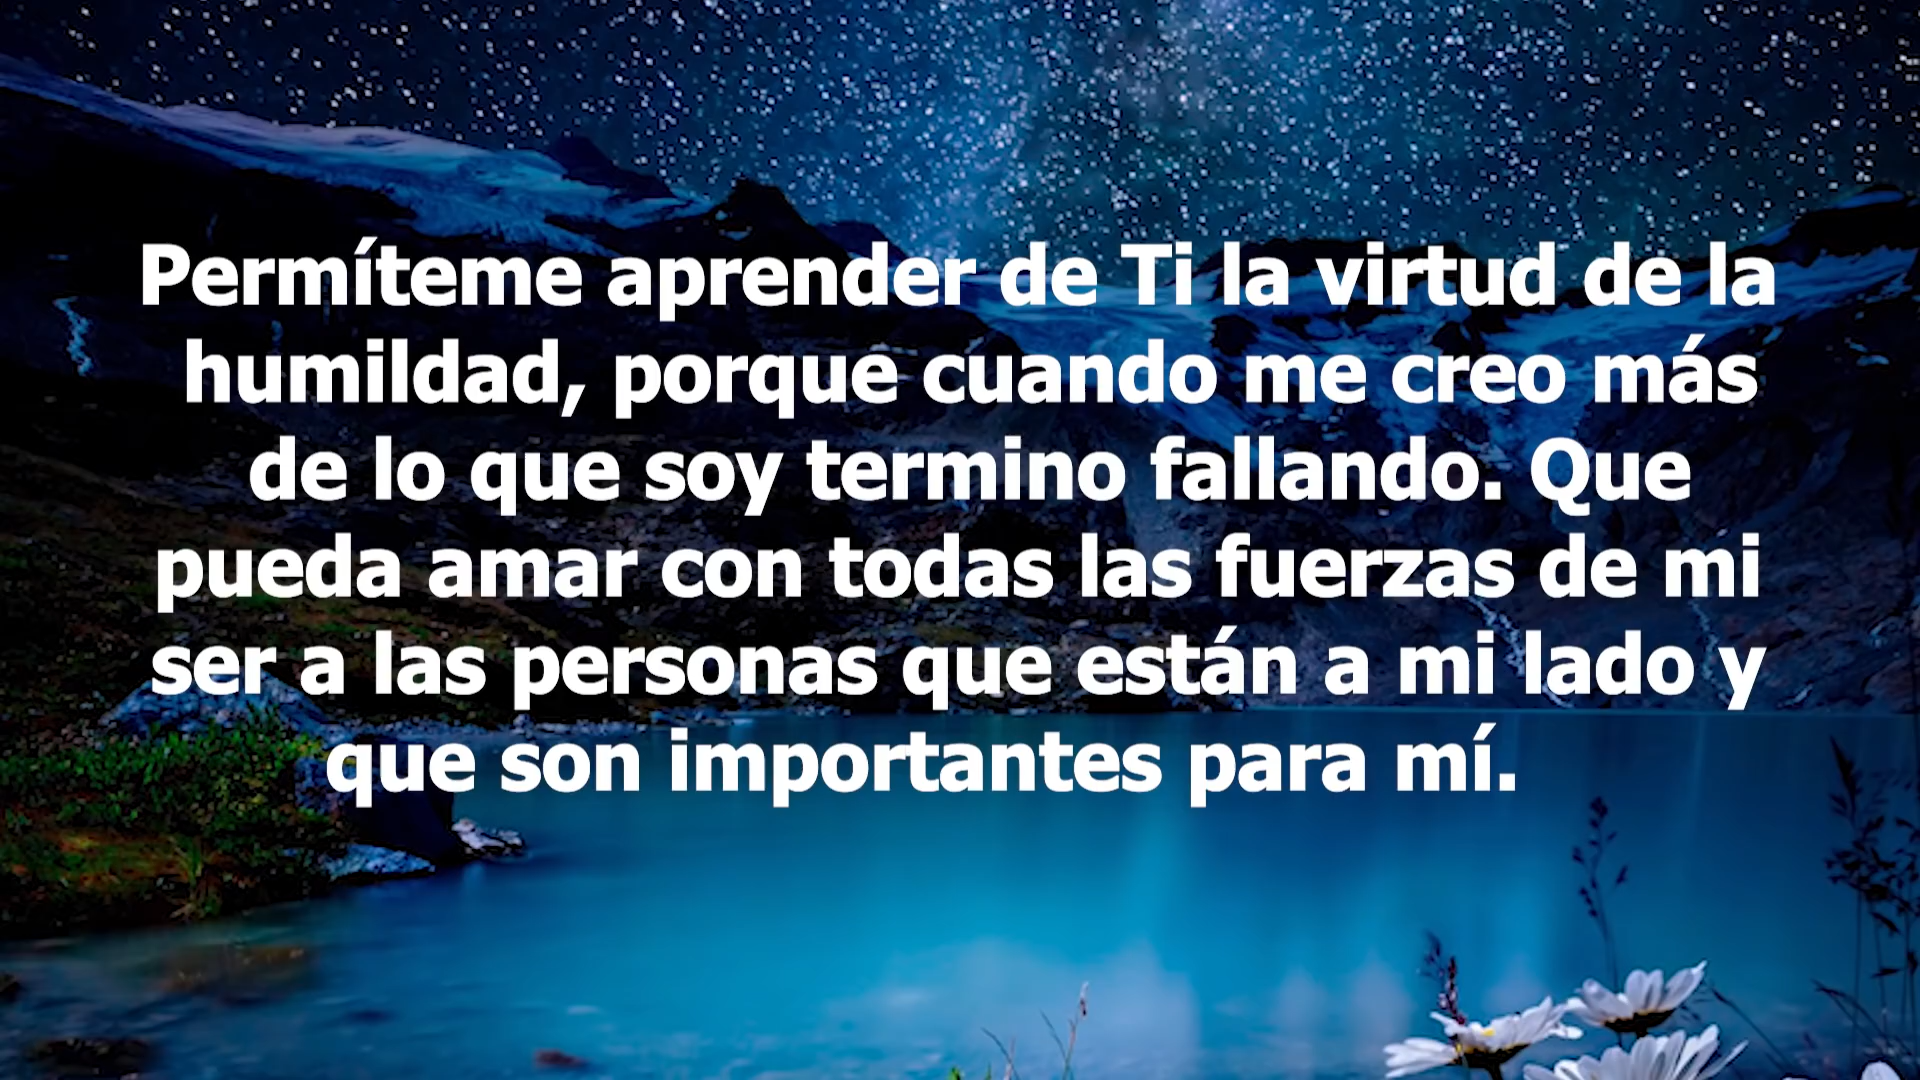 Permíteme aprender de Ti la virtud de la
humildad, porque cuando me creo más
de lo que soy termino fallando. Que
pueda amar con todas las fuerzas de mi
ser a las personas que están a mi lado y
que son importantes para mí.